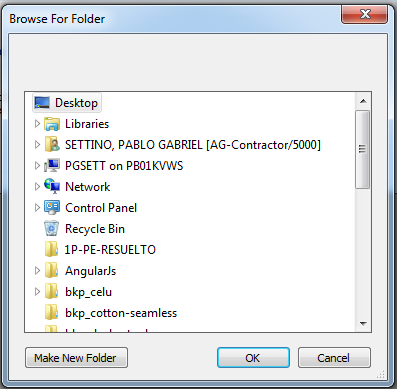 Browse For Folder
Desktop
Libraries
SETTINO, PABLO GABRIEL [AG-Contractor/5000]
PGSETT on PB01KVWS
Network
Control Panel
Recycle Bin
1P-PE-RESUELTO
AngularJs
bkp_celu
bkp_cotton-seamless
Make New Folder
OK
Cancel